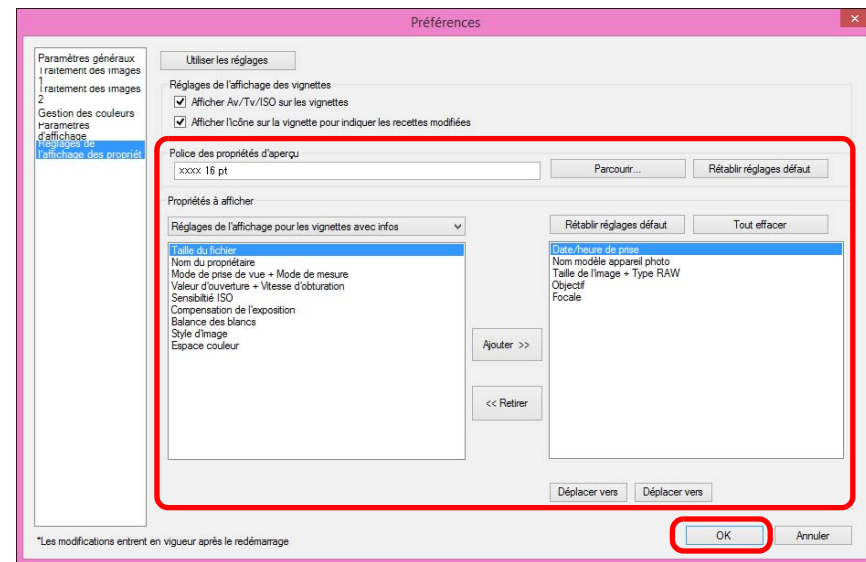 Préférences
Paramètres généraux
Traitement des images
1
Traitement des images
2
Gestion des couleurs
Paramètres
d'affichage
Réglages de
l'affichage des propriét
Utiliser les réglages
Réglages de l'affichage des vignettes
Afficher Av/Tv/ISO sur les vignettes
Afficher l'icône sur la vignette pour indiquer les recettes modifiées
Police des propriétés d'aperçu
xxxx 16 pt
Parcourir...
Rétablir réglages défaut
Propriétés à afficher
Réglages de l'affichage pour les vignettes avec infos
Rétablir réglages défaut
Tout effacer
Taille du fichier
Nom du propriétaire
Mode de prise de vue + Mode de mesure
Valeur d'ouverture + Vitesse d'obturation
Sensibiltié ISO
Compensation de l'exposition
Balance des blancs
Style d'image
Espace couleur
Ajouter >>
<< Retirer
Date/heure de prise
Nom modèle appareil photo
Taille de l'image + Type RAW
Objectif
Focale
Déplacer vers
Déplacer vers
*Les modifications entrent en vigueur après le redémarrage
OK
Annuler